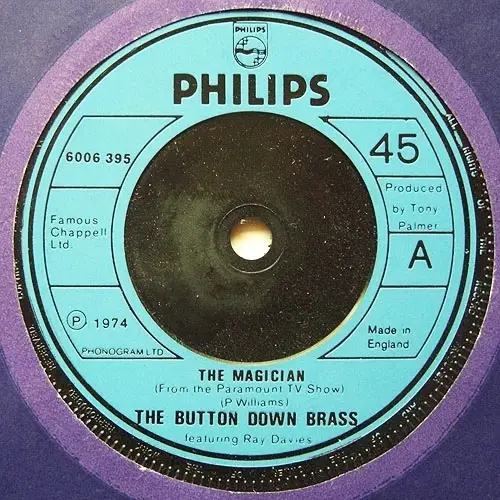 PHILIPS
PHILIPS
6006 395
45
Produced
by Tony
Palmer
Famous
Chappell
Ltd.
A
Ⓟ 1974
Made in
England
PHONOGRAM LTD.
THE MAGICIAN
(From the Paramount TV Show)
(P Williams)
THE BUTTON DOWN BRASS
featuring Ray Davies